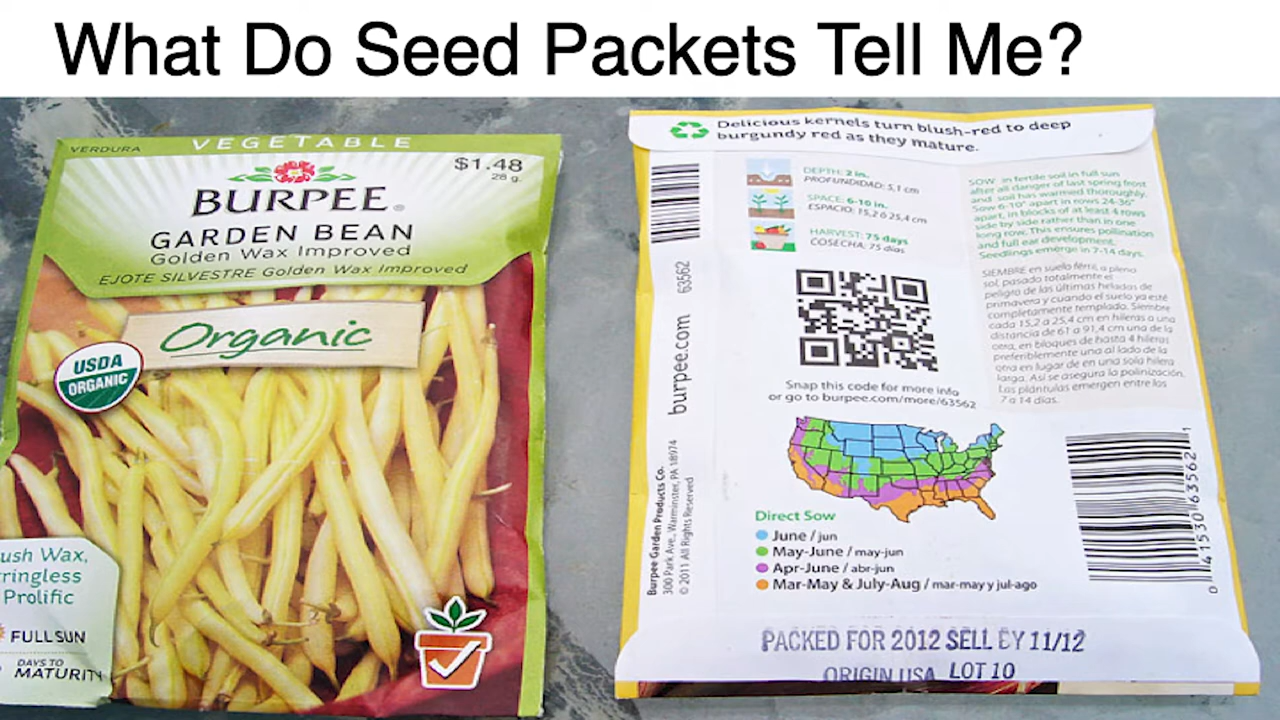 What Do Seed Packets Tell Me?
VERDURA
VEGETABLE
$1.48
28 g.
BURPEE®
GARDEN BEAN
Golden Wax Improved
EJOTE SILVESTRE Golden Wax Improved
Organic
USDA
ORGANIC
ush Wax,
tringless
Prolific
FULL SUN
DAYS TO
MATURITY
Delicious kernels turn blush-red to deep
burgundy red as they mature.
DEPTH: 2 in.
PROFUNDIDAD: 5,1 cm
SPACE: 6-10 in.
ESPACIO: 15,2 ó 25,4 cm
HARVEST: 75 days
COSECHA: 75 días
SOW in fertile soil in full sun
after all danger of last spring frost
and soil has warmed thoroughly.
Sow 6-10" apart in rows 24-36"
apart, in blocks of at least 4 rows
side by side rather than in one
long row. This ensures pollination
and full ear development.
Seedlings emerge in 7-14 days.
SIEMBRE en suelo fértil, a pleno
sol, pasado totalmente el
peligro de las últimas heladas de
primavera y cuando el suelo ya esté
completamente templado. Siembre
cada 15,2 a 25,4 cm en hileras a una
distancia de 61 a 91,4 cm una de la
otra, en bloques de hasta 4 hileras
preferiblemente una al lado de la
otra en lugar de en una sola hilera
larga. Así se asegura la polinización.
Las plántulas emergen entre los
7 a 14 días.
63562
burpee.com
Burpee Garden Products Co.
300 Park Ave., Warminster, PA 18974
© 2011 All Rights Reserved
Snap this code for more info
or go to burpee.com/more/63562
Direct Sow
June / jun
May-June / may-jun
Apr-June / abr-jun
Mar-May & July-Aug / mar-may y jul-ago
0 41530 63562 1
PACKED FOR 2012 SELL BY 11/12
ORIGIN USA LOT 10